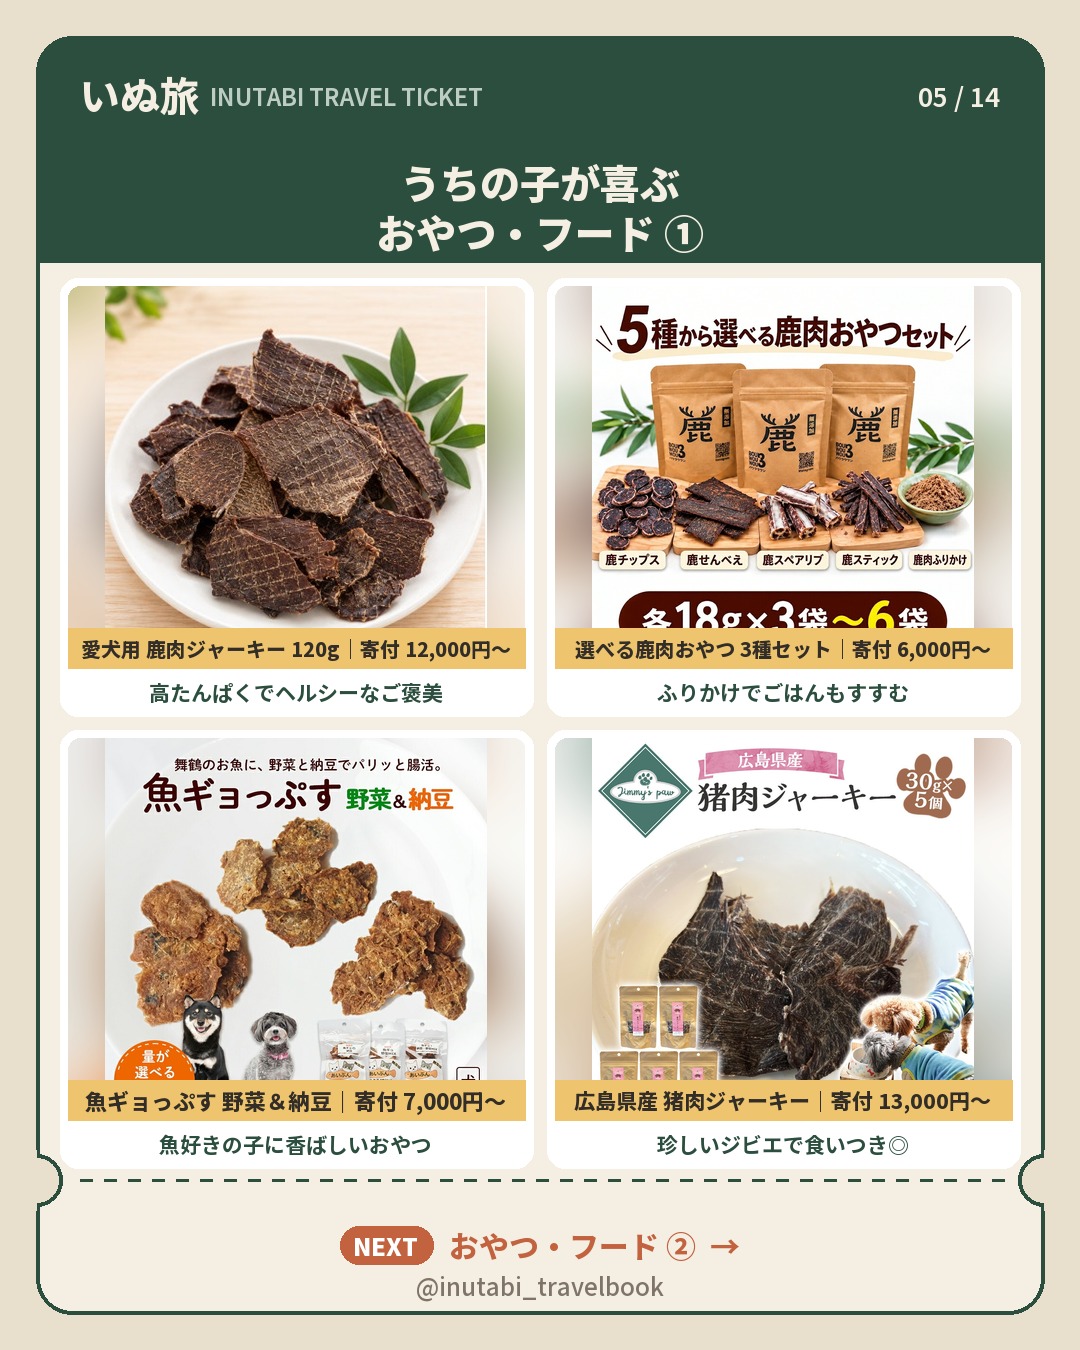 いぬ旅 INUTABI TRAVEL TICKET
05 / 14
うちの子が喜ぶ
おやつ・フード ①
5種から選べる鹿肉おやつセット
鹿
鹿
鹿
鹿チップス
鹿せんべえ
鹿スペアリブ
鹿スティック
鹿肉ふりかけ
各18g×3袋〜6袋
愛犬用 鹿肉ジャーキー 120g｜寄付 12,000円〜
高たんぱくでヘルシーなご褒美
選べる鹿肉おやつ 3種セット｜寄付 6,000円〜
ふりかけでごはんもすすむ
舞鶴のお魚に、野菜と納豆でパリッと腸活。
魚ギョっぷす 野菜&納豆
量が
選べる
広島県産
Jimmy's paw
猪肉ジャーキー
30g×
5個
魚ギョっぷす 野菜＆納豆｜寄付 7,000円〜
魚好きの子に香ばしいおやつ
広島県産 猪肉ジャーキー｜寄付 13,000円〜
珍しいジビエで食いつき◎
NEXT おやつ・フード ② →
@inutabi_travelbook